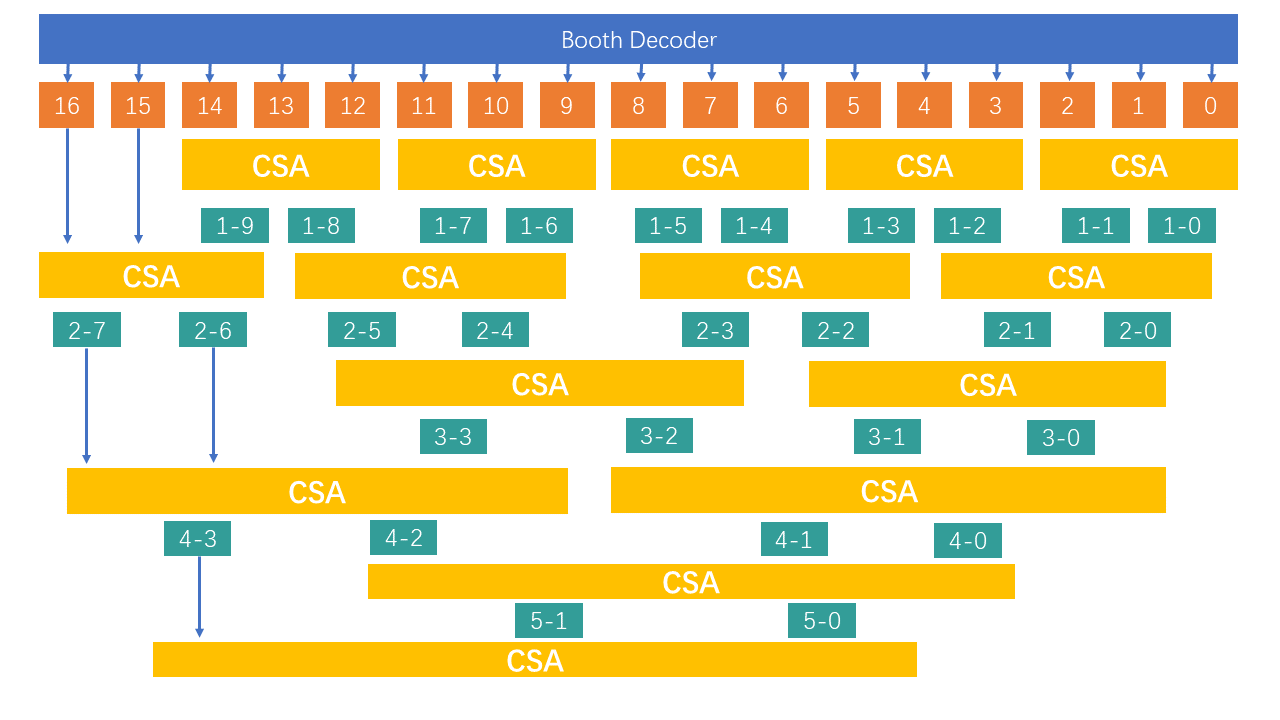 Booth Decoder
16 15 14 13 12 11 10 9 8 7 6 5 4 3 2 1 0
CSA CSA CSA CSA CSA
1-9 1-8 1-7 1-6 1-5 1-4 1-3 1-2 1-1 1-0
CSA CSA CSA CSA
2-7 2-6 2-5 2-4 2-3 2-2 2-1 2-0
CSA CSA
3-3 3-2 3-1 3-0
CSA CSA
4-3 4-2 4-1 4-0
CSA
5-1 5-0
CSA